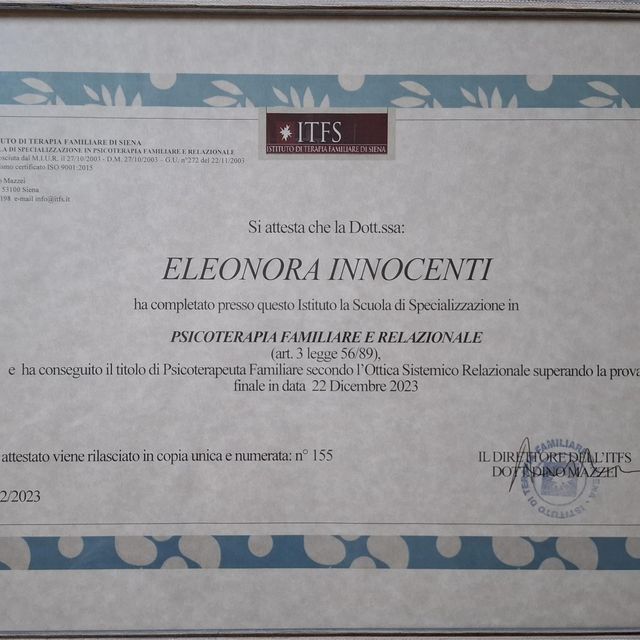 TUTO DI TERAPIA FAMILIARE DI SIENA
LA DI SPECIALIZZAZIONE IN PSICOTERAPIA FAMILIARE E RELAZIONALE
osciuta dal M.I.U.R. il 27/10/2003 - D.M. 27/10/2003 – G.U. n°272 del 22/11/2003
ismo certificato ISO 9001:2015
o Mazzei
53100 Siena
198 e-mail info@itfs.it
ITFS
ISTITUTO DI TERAPIA FAMILIARE DI SIENA
Si attesta che la Dott.ssa:
ELEONORA INNOCENTI
ha completato presso questo Istituto la Scuola di Specializzazione in
PSICOTERAPIA FAMILIARE E RELAZIONALE
(art. 3 legge 56/89),
e ha conseguito il titolo di Psicoterapeuta Familiare secondo l'Ottica Sistemico Relazionale superando la prova
finale in data 22 Dicembre 2023
attestato viene rilasciato in copia unica e numerata: n° 155
IL DIRETTORE DELL'ITFS
DOTT. DINO MAZZEI
2/2023